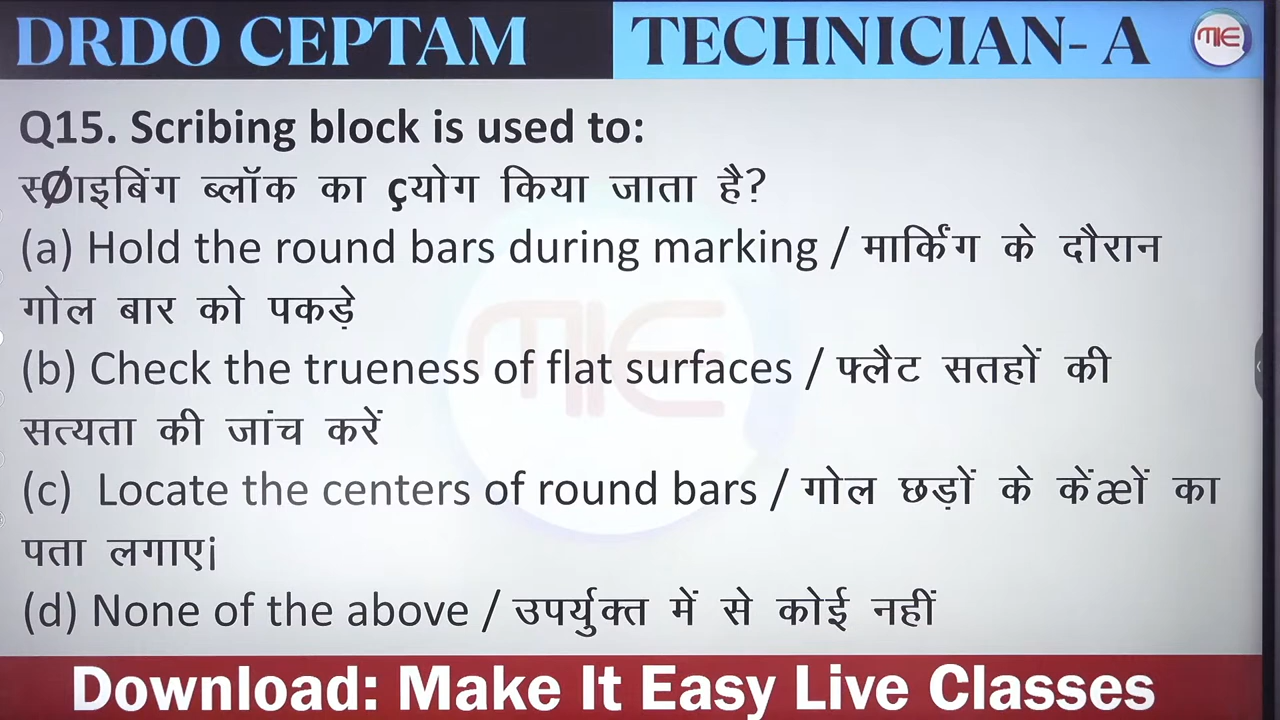 DRDO CEPTAM TECHNICIAN- A MIE
Q15. Scribing block is used to:
स्Øाइबिंग ब्लॉक का çयोग किया जाता है?
(a) Hold the round bars during marking / मार्किंग के दौरान
गोल बार को पकड़े
(b) Check the trueness of flat surfaces / फ्लैट सतहों की
सत्यता की जांच करें
(c) Locate the centers of round bars / गोल छड़ों के केंæों का
पता लगाए¡
(d) None of the above / उपर्युक्त में से कोई नहीं
MIE
Download: Make It Easy Live Classes